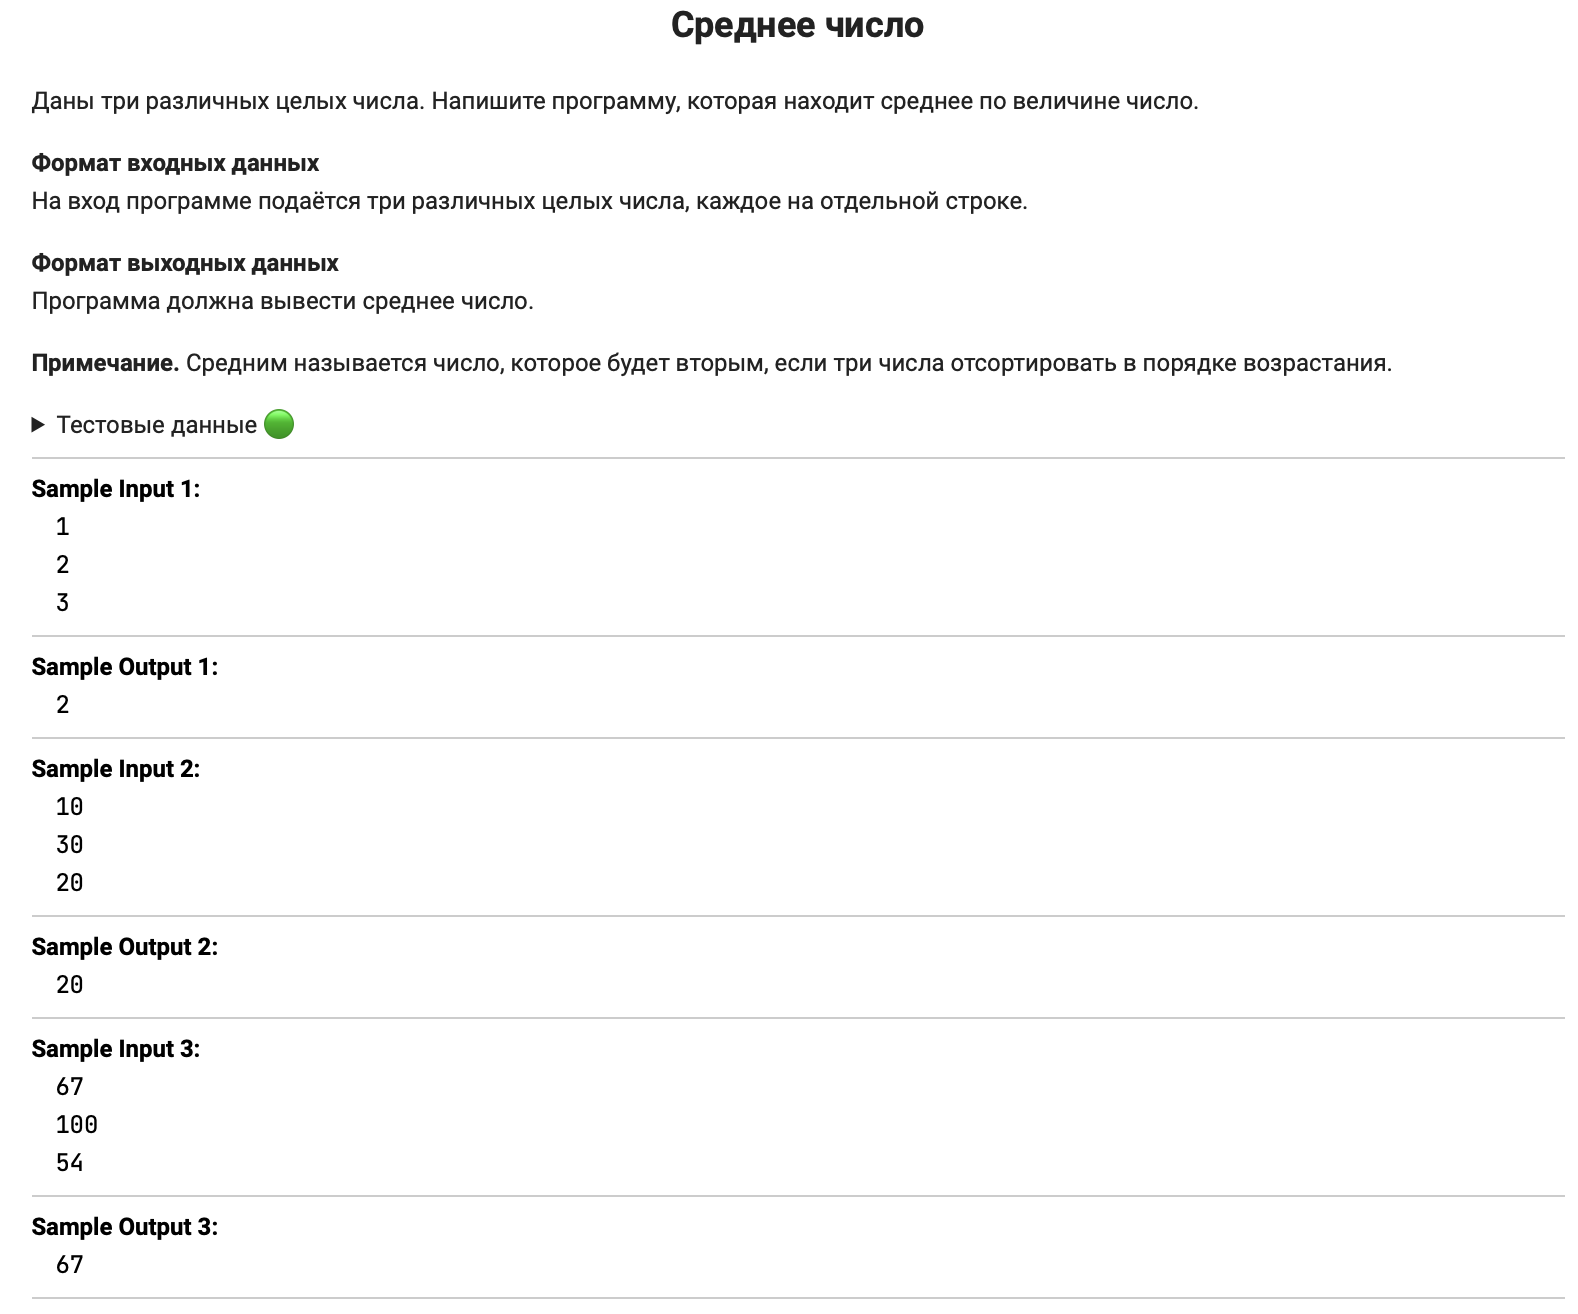 Среднее число
Даны три различных целых числа. Напишите программу, которая находит среднее по величине число.
Формат входных данных
На вход программе подаётся три различных целых числа, каждое на отдельной строке.
Формат выходных данных
Программа должна вывести среднее число.
Примечание. Средним называется число, которое будет вторым, если три числа отсортировать в порядке возрастания.
Тестовые данные
Sample Input 1:
1
2
3
Sample Output 1:
2
Sample Input 2:
10
30
20
Sample Output 2:
20
Sample Input 3:
67
100
54
Sample Output 3:
67